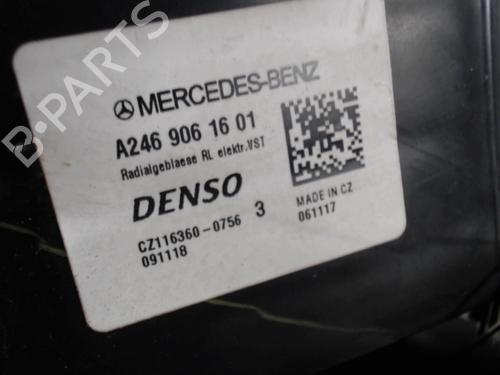 B-PARTS
MERCEDES-BENZ
A246 906 16 01
Radialgeblaese RL elektr.VST
DENSO
CZ116360-0756 3
091118
MADE IN CZ
061117